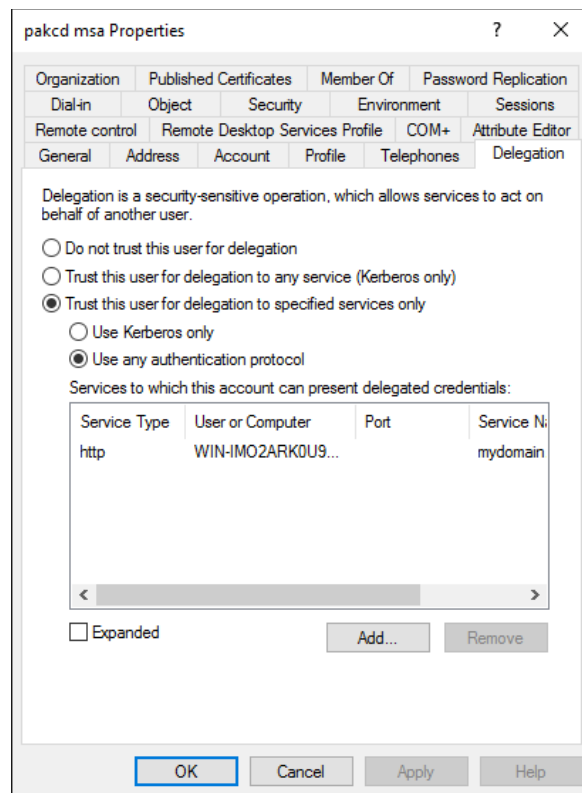 pakcd msa Properties ? ×
Organization Published Certificates Member Of Password Replication
Dial-in Object Security Environment Sessions
Remote control Remote Desktop Services Profile COM+ Attribute Editor
General Address Account Profile Telephones Delegation
Delegation is a security-sensitive operation, which allows services to act on
behalf of another user.
Do not trust this user for delegation
Trust this user for delegation to any service (Kerberos only)
Trust this user for delegation to specified services only
Use Kerberos only
Use any authentication protocol
Services to which this account can present delegated credentials:
Service Type User or Computer Port Service Na
http WIN-IMO2ARK0U9... mydomain
Expanded Add... Remove
OK Cancel Apply Help